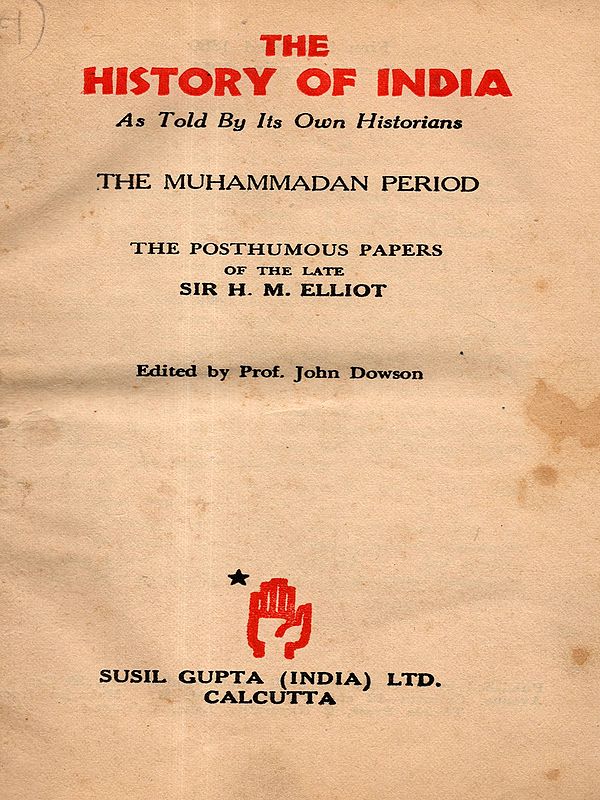 THE
HISTORY OF INDIA
As Told By Its Own Historians
THE MUHAMMADAN PERIOD
THE POSTHUMOUS PAPERS
OF THE LATE
SIR H. M. ELLIOT
Edited by Prof. John Dowson
SUSIL GUPTA (INDIA) LTD.
CALCUTTA